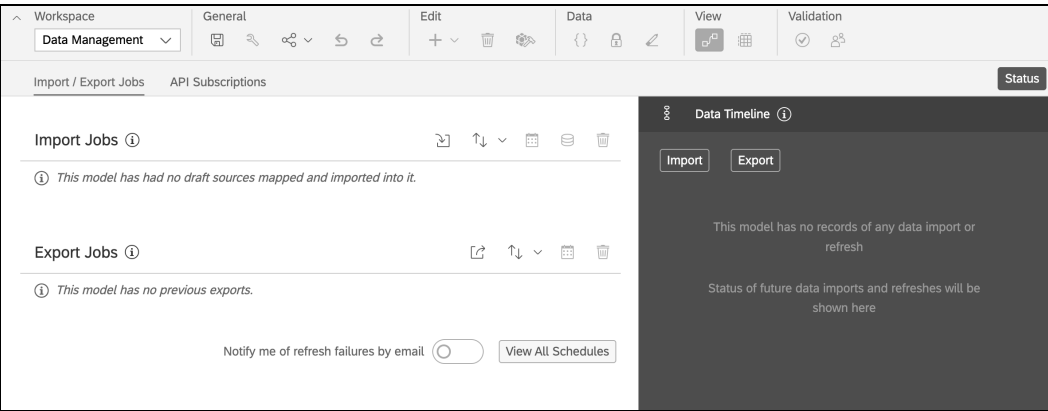 Workspace
General
Edit
Data
View
Validation
Data Management
Import / Export Jobs
API Subscriptions
Status
Import Jobs
This model has had no draft sources mapped and imported into it.
Export Jobs
This model has no previous exports.
Notify me of refresh failures by email
View All Schedules
Data Timeline
Import
Export
This model has no records of any data import or
refresh
Status of future data imports and refreshes will be
shown here